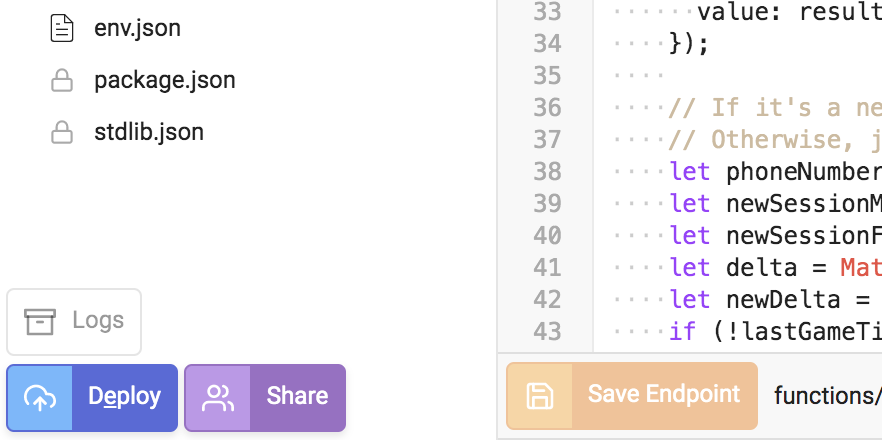 env.json
package.json
stdlib.json
Logs
Deploy
Share
33 value: result
34 });
35
36 // If it's a ne
37 // Otherwise, j
38 let phoneNumber
39 let newSessionM
40 let newSessionF
41 let delta = Mat
42 let newDelta =
43 if (!lastGameTi
Save Endpoint
functions/